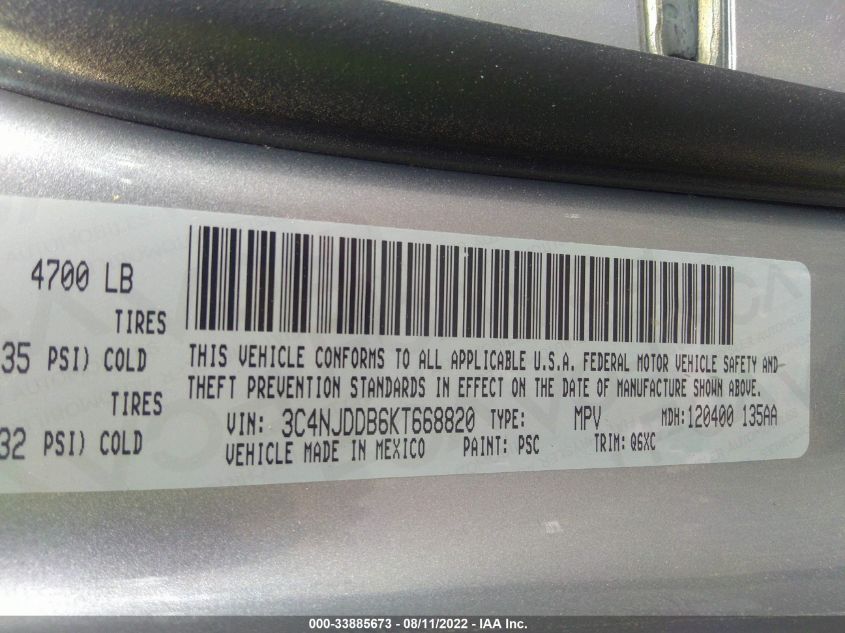 4700 LB
TIRES
35 PSI) COLD
TIRES
32 PSI) COLD
THIS VEHICLE CONFORMS TO ALL APPLICABLE U.S.A. FEDERAL MOTOR VEHICLE SAFETY AND
THEFT PREVENTION STANDARDS IN EFFECT ON THE DATE OF MANUFACTURE SHOWN ABOVE.
VIN: 3C4NJDDB6KT668820 TYPE: MPV MDH:120400 135AA
VEHICLE MADE IN MEXICO PAINT: PSC TRIM: Q6XC
000-33885673 - 08/11/2022 - IAA Inc.